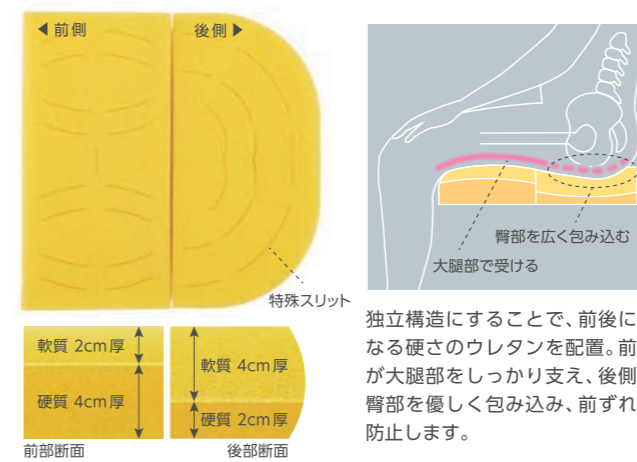 ◀前側
後側▶
特殊スリット
軟質 2cm厚
硬質 4cm厚
前部断面
軟質 4cm厚
硬質 2cm厚
後部断面
臀部を広く包み込む
大腿部で受ける
独立構造にすることで、前後に
なる硬さのウレタンを配置。前
が大腿部をしっかり支え、後側
臀部を優しく包み込み、前ずれ
防止します。